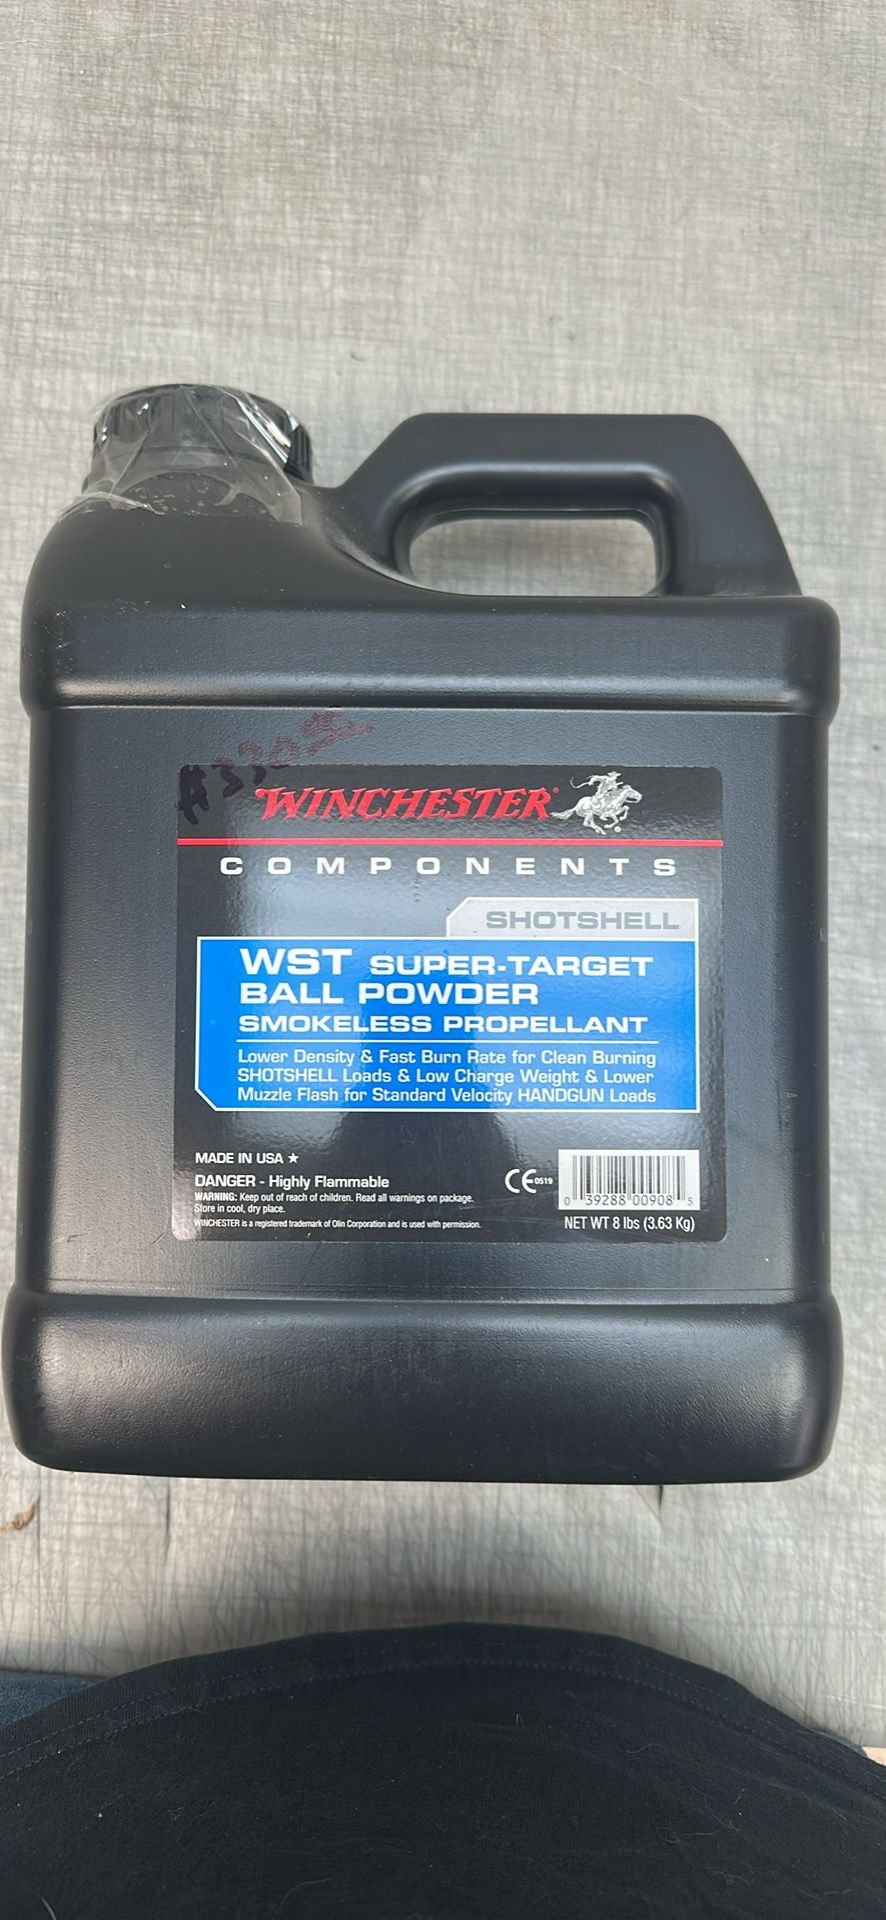 #330
WINCHESTER®
COMPONENTS
SHOTSHELL
WST SUPER-TARGET
BALL POWDER
SMOKELESS PROPELLANT
Lower Density & Fast Burn Rate for Clean Burning
SHOTSHELL Loads & Low Charge Weight & Lower
Muzzle Flash for Standard Velocity HANDGUN Loads
MADE IN USA ★
DANGER - Highly Flammable
WARNING: Keep out of reach of children. Read all warnings on package.
Store in cool, dry place.
WINCHESTER is a registered trademark of Olin Corporation and is used with permission.
CE 0519
0 39288 00908 5
NET WT 8 lbs (3.63 Kg)